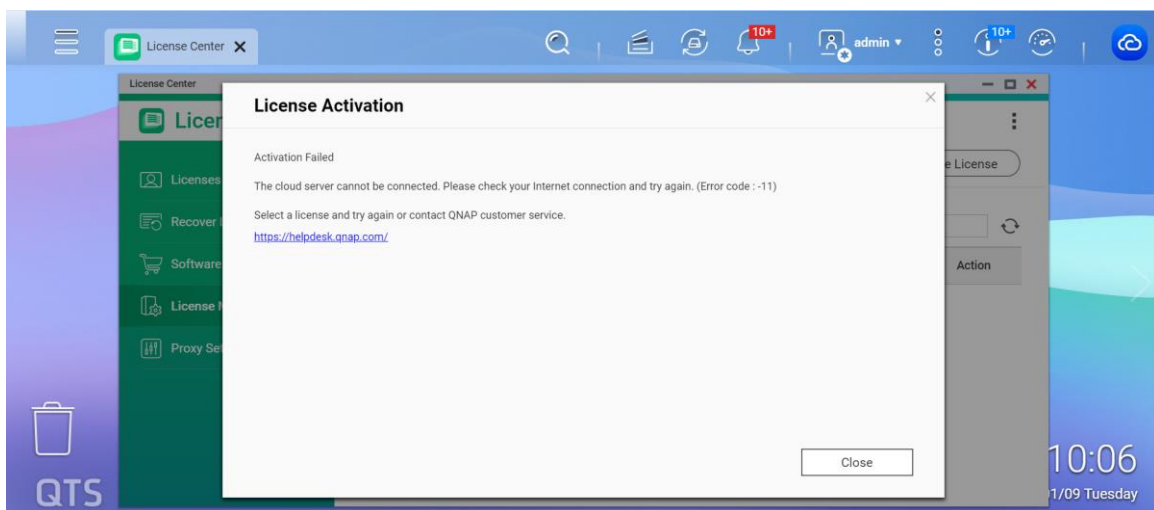 License Center
10+
admin
10+
License Center
License Activation
Activation Failed
The cloud server cannot be connected. Please check your Internet connection and try again. (Error code : -11)
Select a license and try again or contact QNAP customer service.
https://helpdesk.qnap.com/
Close
Licenses
Recover
Software
License
Proxy
License
Action
10:06
1/09 Tuesday
QTS